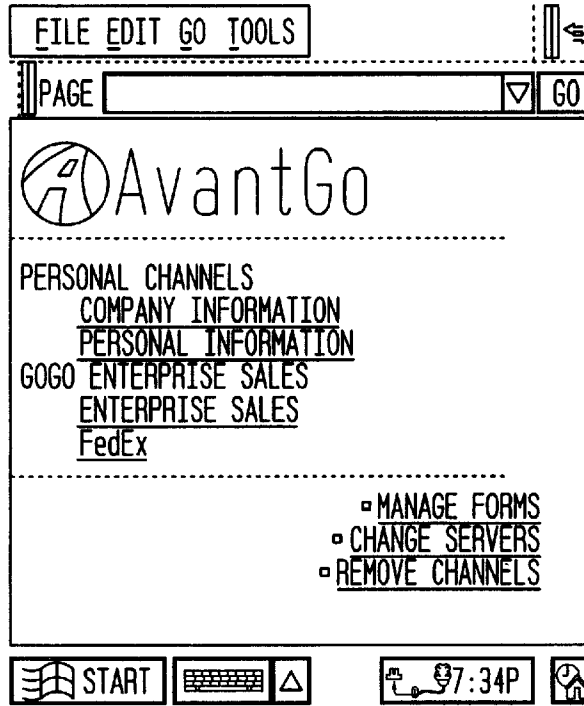 FILE EDIT GO TOOLS
PAGE GO
AvantGo
PERSONAL CHANNELS
COMPANY INFORMATION
PERSONAL INFORMATION
GOGO ENTERPRISE SALES
ENTERPRISE SALES
FedEx
MANAGE FORMS
CHANGE SERVERS
REMOVE CHANNELS
START 7:34P